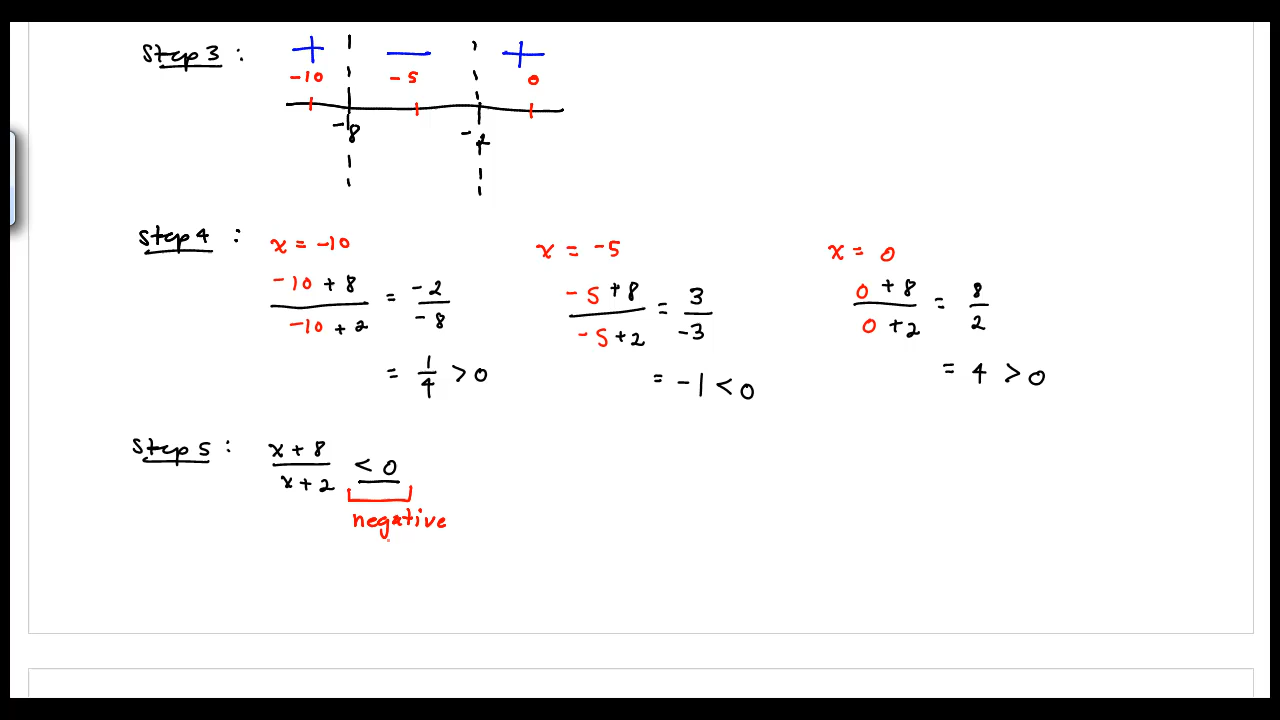 Step 3 :
+ — +
-10 -5 0
-8 -2
Step 4 :
x = -10 x = -5 x = 0
-10 + 8 = -2 -5 + 8 = 3 0 + 8 = 8
-10 + 2 -8 -5 + 2 -3 0 + 2 2
= 1/4 > 0 = -1 < 0 = 4 > 0
Step 5 : x + 8 < 0
x + 2
negative